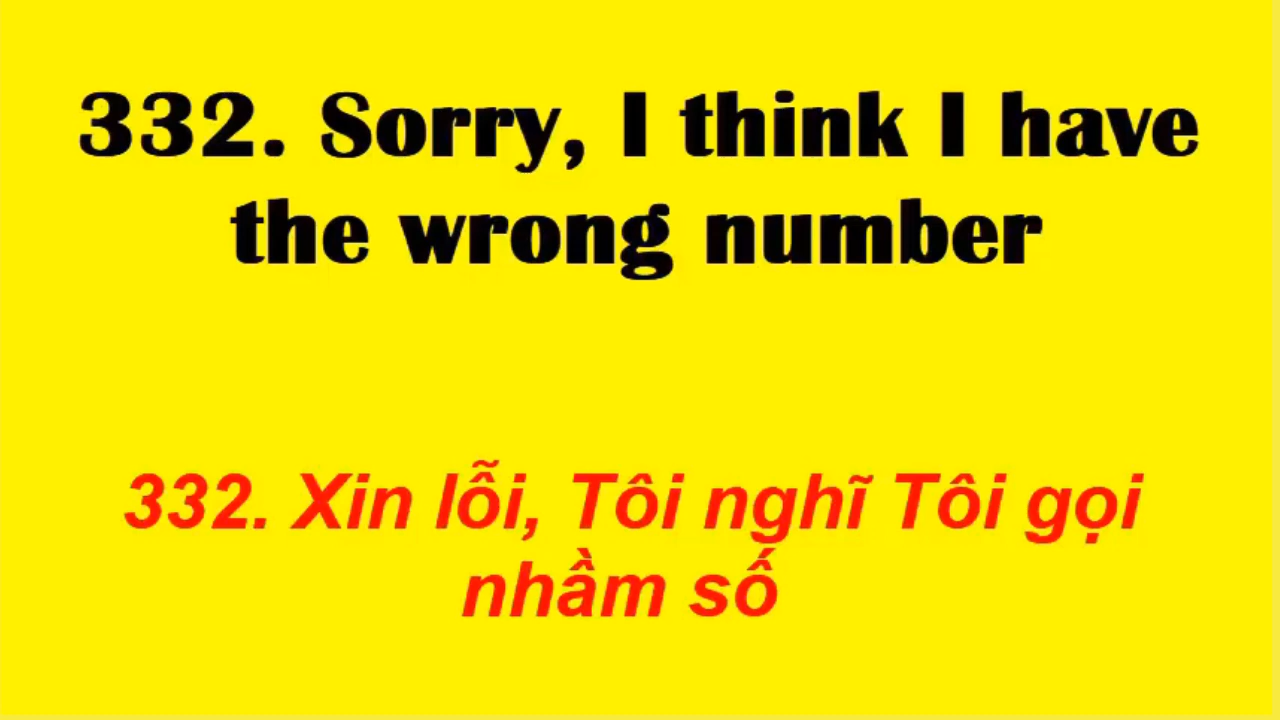 332. Sorry, I think I have
the wrong number
332. Xin lỗi, Tôi nghĩ Tôi gọi
nhầm số